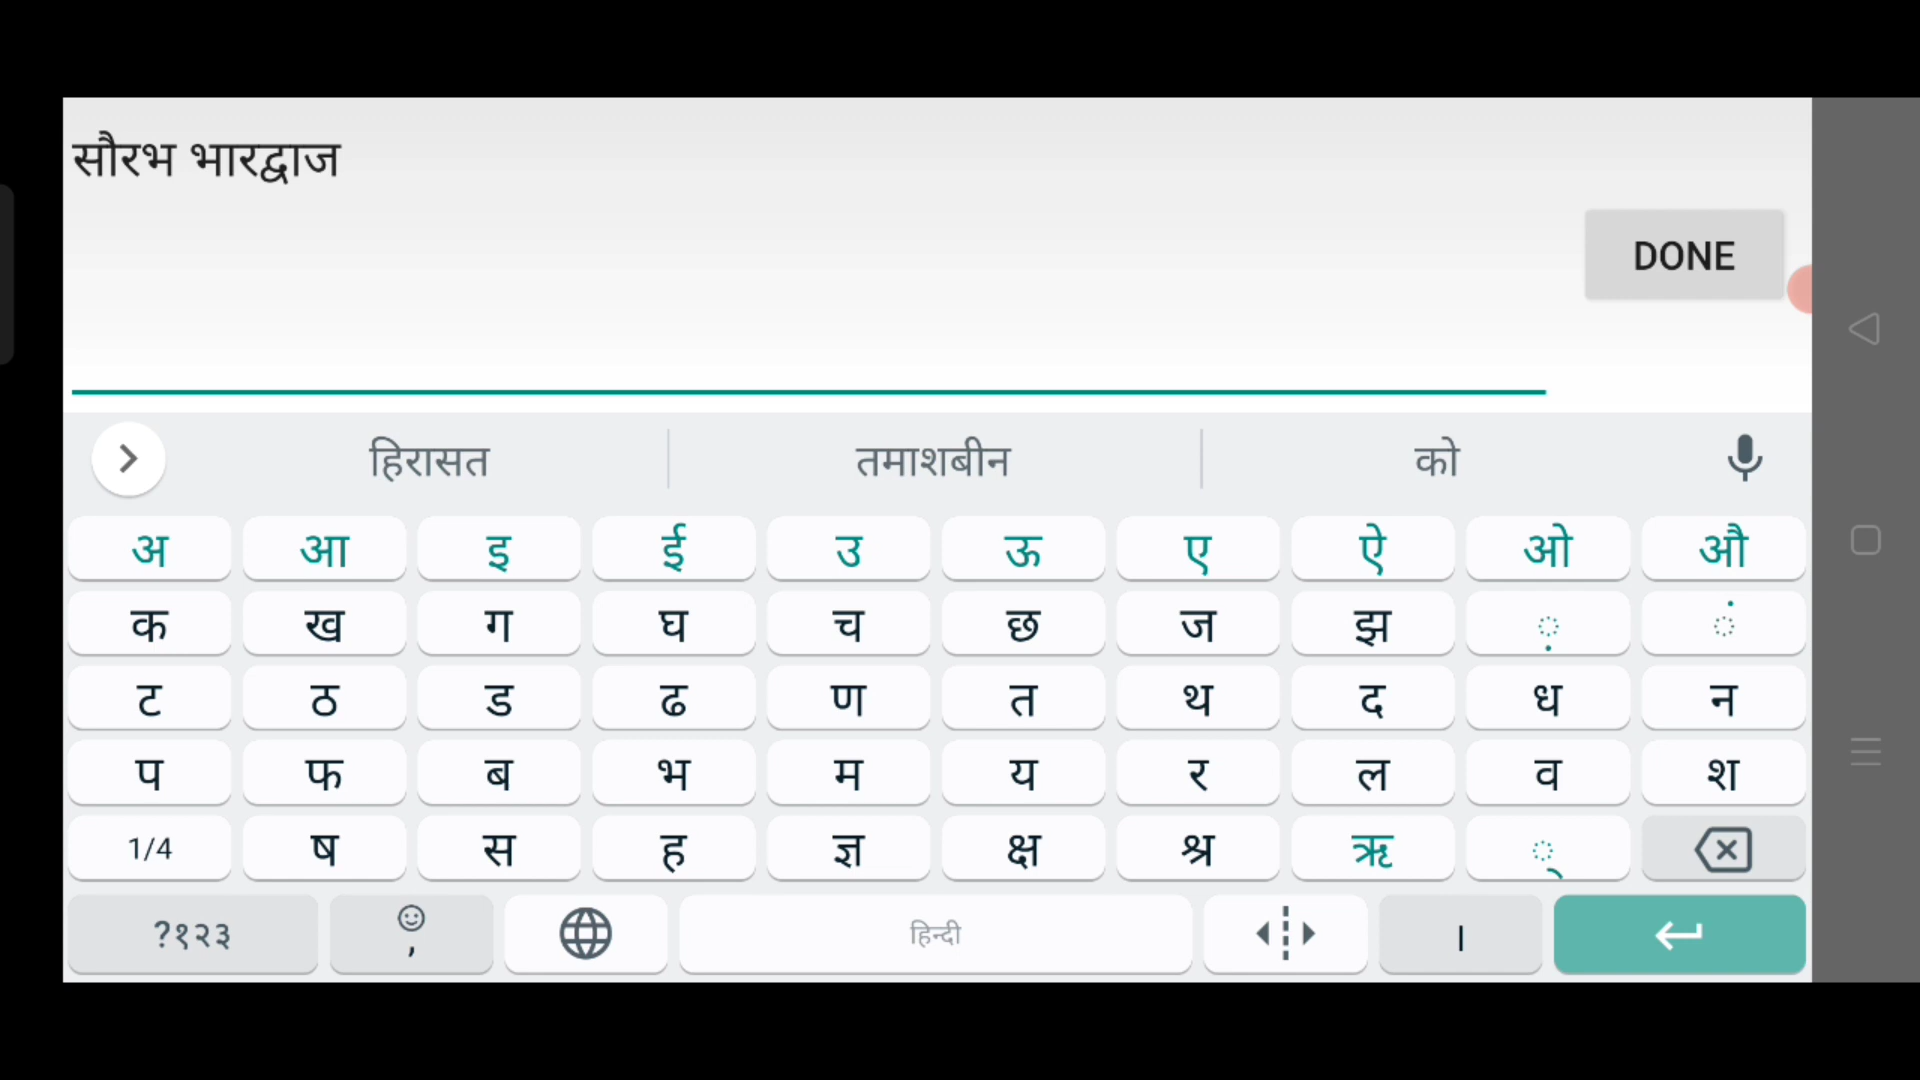 सौरभ भारद्वाज
DONE
हिरासत तमाशबीन को
अ आ इ ई उ ऊ ए ऐ ओ औ
क ख ग घ च छ ज झ ़ ं
ट ठ ड ढ ण त थ द ध न
प फ ब भ म य र ल व श
1/4 ष स ह ज्ञ क्ष श्र ऋ ्
?१२३ , हिन्दी ।